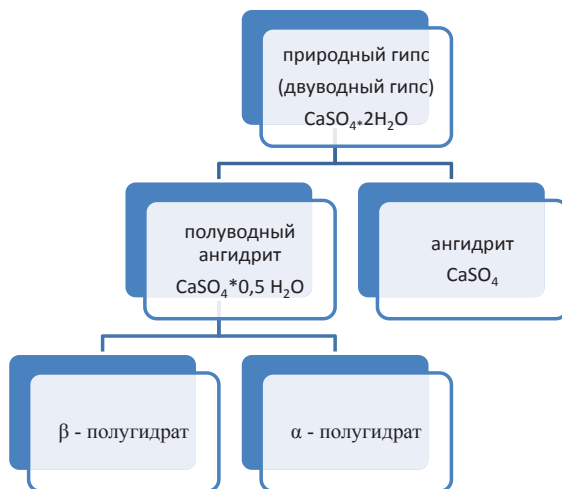 природный гипс
(двуводный гипс)
CaSO₄*2H₂O
полуводный
ангидрит
CaSO₄*0,5 H₂O
ангидрит
CaSO₄
β - полугидрат
α - полугидрат